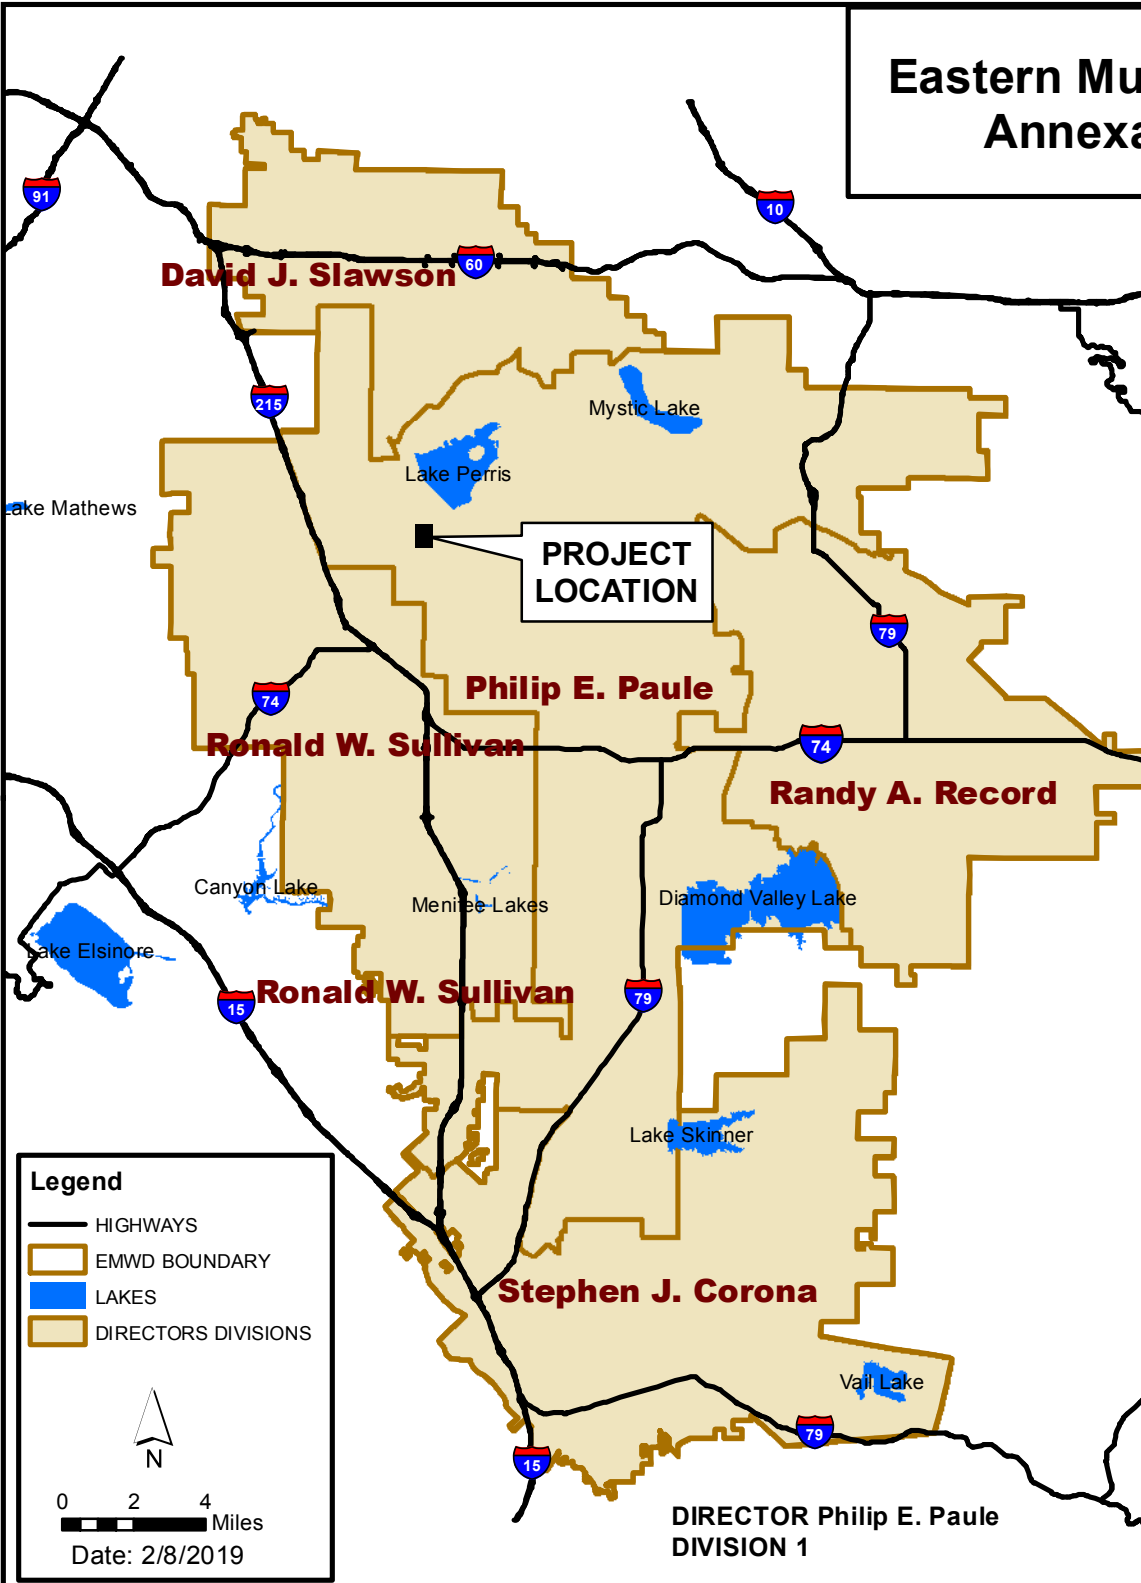 Eastern Mu
Annexa
91
10
60
David J. Slawson
215
Mystic Lake
Lake Perris
Lake Mathews
PROJECT
LOCATION
79
Philip E. Paule
74
Ronald W. Sullivan
74
Randy A. Record
Canyon Lake
Menifee Lakes
Diamond Valley Lake
Lake Elsinore
Ronald W. Sullivan
15
79
Lake Skinner
Legend
HIGHWAYS
EMWD BOUNDARY
LAKES
DIRECTORS DIVISIONS
Stephen J. Corona
Vail Lake
79
15
N
0 2 4
Miles
Date: 2/8/2019
DIRECTOR Philip E. Paule
DIVISION 1